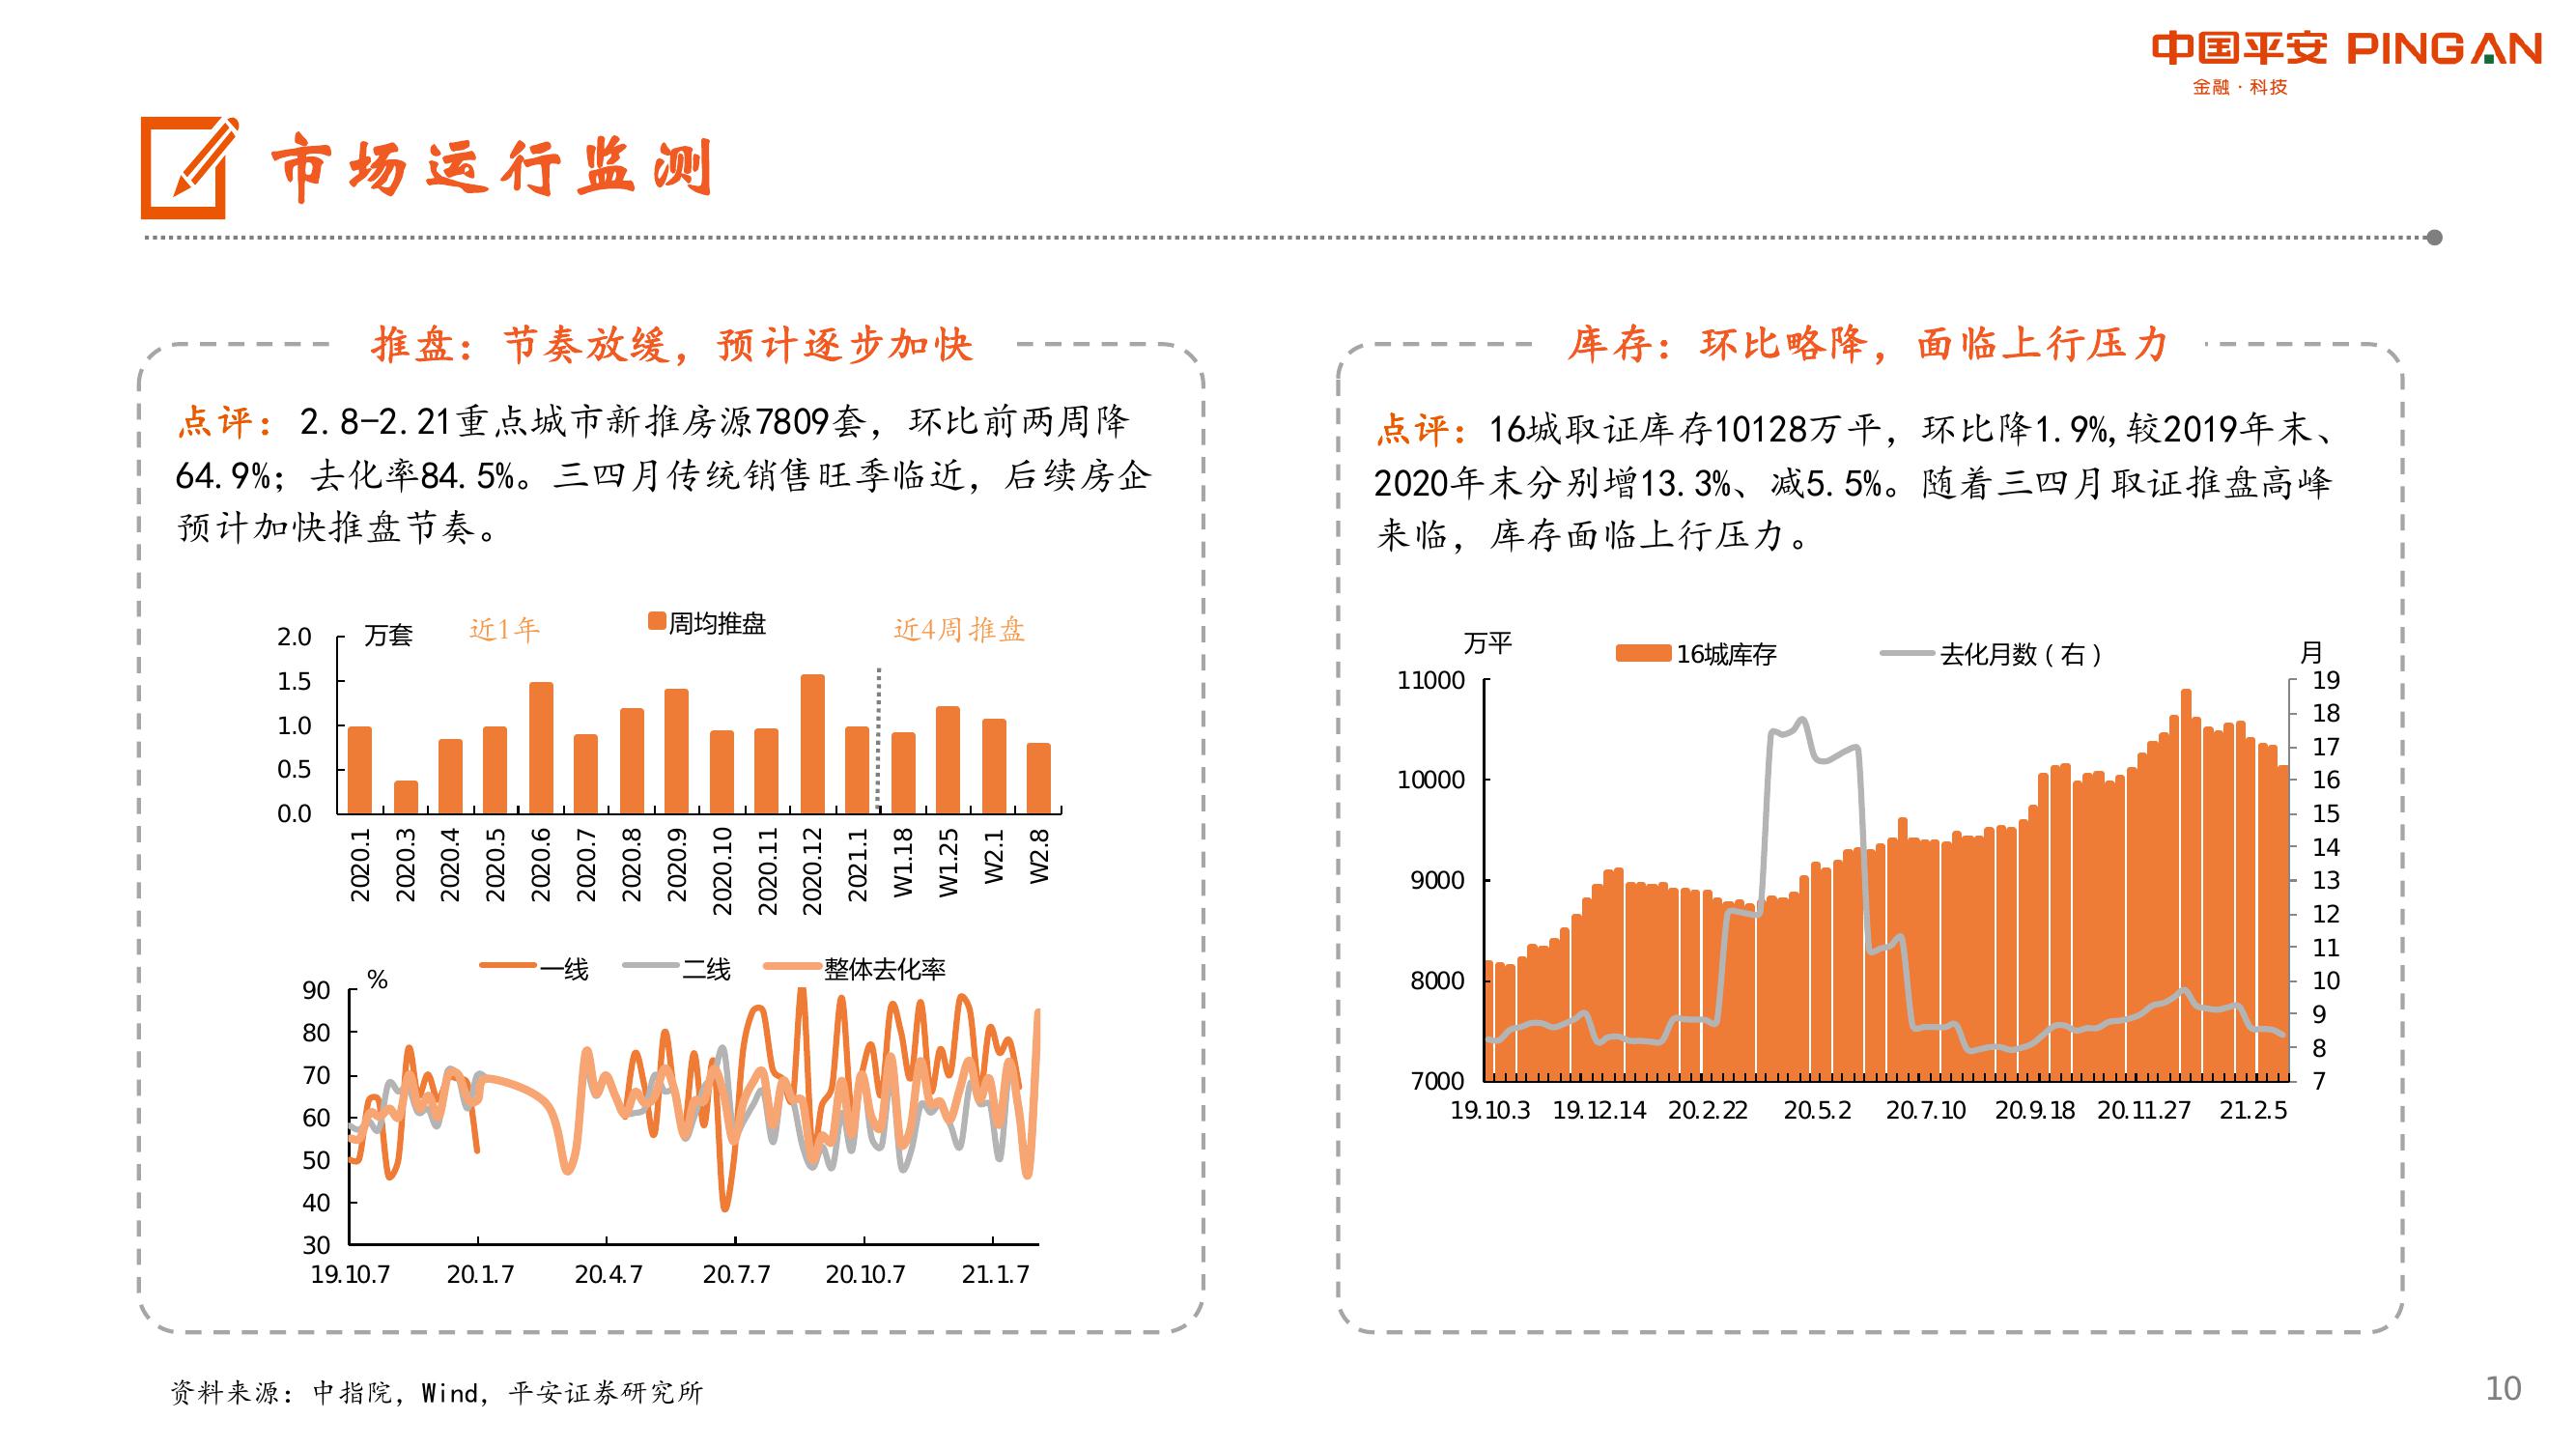 中国平安 PINGAN
金融·科技
市场运行监测
推盘：节奏放缓，预计逐步加快
点评：2.8-2.21重点城市新推房源7809套，环比前两周降
64.9%；去化率84.5%。三四月传统销售旺季临近，后续房企
预计加快推盘节奏。
万套 近1年 周均推盘 近4周推盘
2.0
1.5
1.0
0.5
0.0
2020.1 2020.3 2020.4 2020.5 2020.6 2020.7 2020.8 2020.9 2020.10 2020.11 2020.12 2021.1 W1.18 W1.25 W2.1 W2.8
% 一线 二线 整体去化率
90
80
70
60
50
40
30
19.10.7 20.1.7 20.4.7 20.7.7 20.10.7 21.1.7
库存：环比略降，面临上行压力
点评：16城取证库存10128万平，环比降1.9%,较2019年末、
2020年末分别增13.3%、减5.5%。随着三四月取证推盘高峰
来临，库存面临上行压力。
万平 16城库存 去化月数（右） 月
11000
10000
9000
8000
7000
19
18
17
16
15
14
13
12
11
10
9
8
7
19.10.3 19.12.14 20.2.22 20.5.2 20.7.10 20.9.18 20.11.27 21.2.5
资料来源：中指院，Wind，平安证券研究所
10